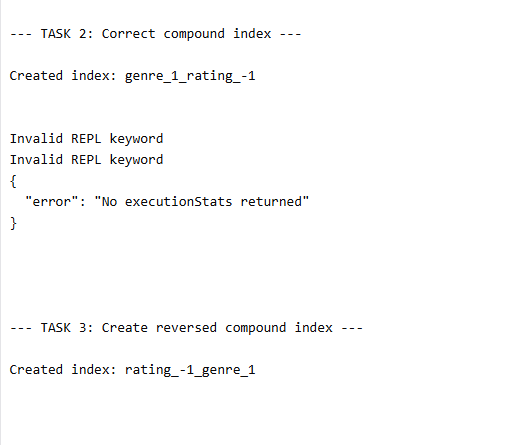 --- TASK 2: Correct compound index ---
Created index: genre_1_rating_-1
Invalid REPL keyword
Invalid REPL keyword
{
  "error": "No executionStats returned"
}
--- TASK 3: Create reversed compound index ---
Created index: rating_-1_genre_1